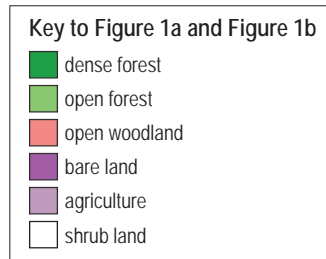 Key to Figure 1a and Figure 1b
dense forest
open forest
open woodland
bare land
agriculture
shrub land